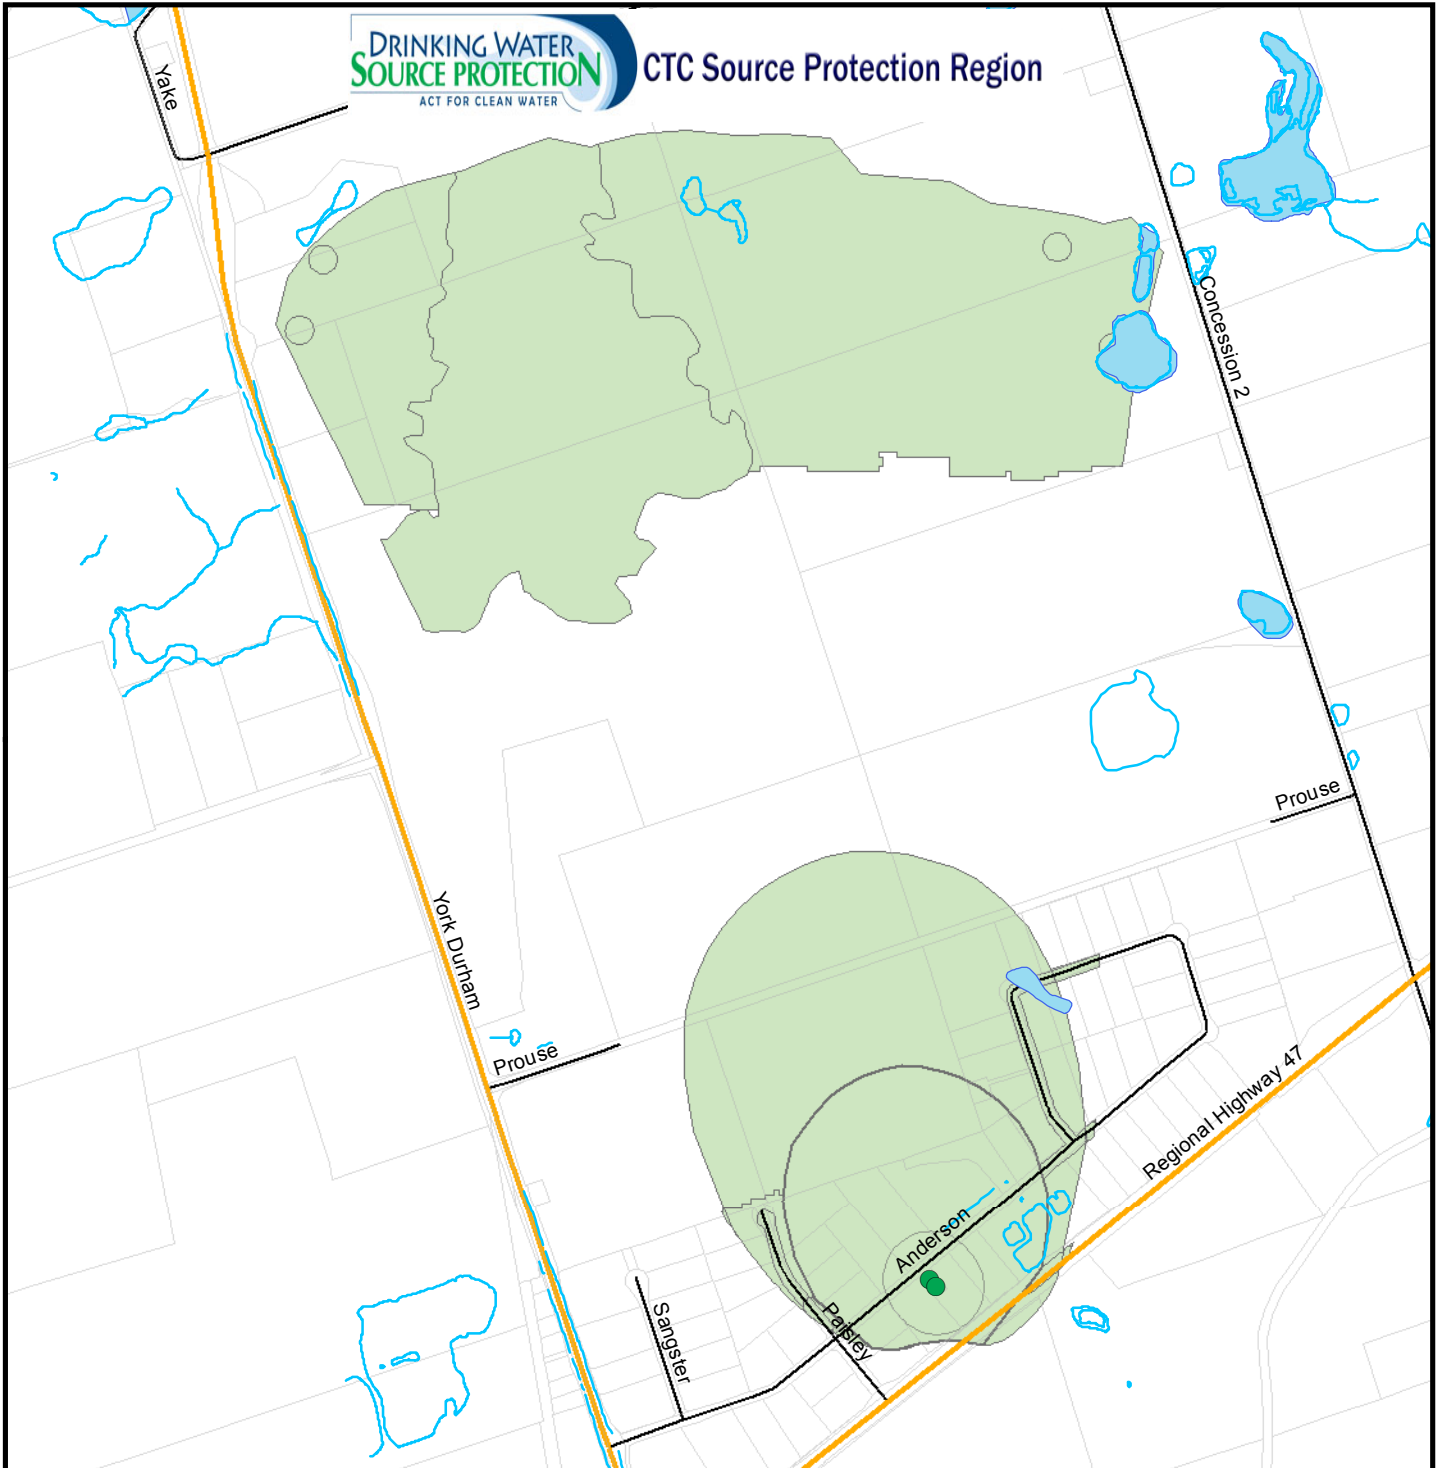 DRINKING WATER
SOURCE PROTECTION
ACT FOR CLEAN WATER
CTC Source Protection Region
Yake
Concession 2
Prouse
York Durham
Prouse
Regional Highway 47
Anderson
Paisley
Sangster